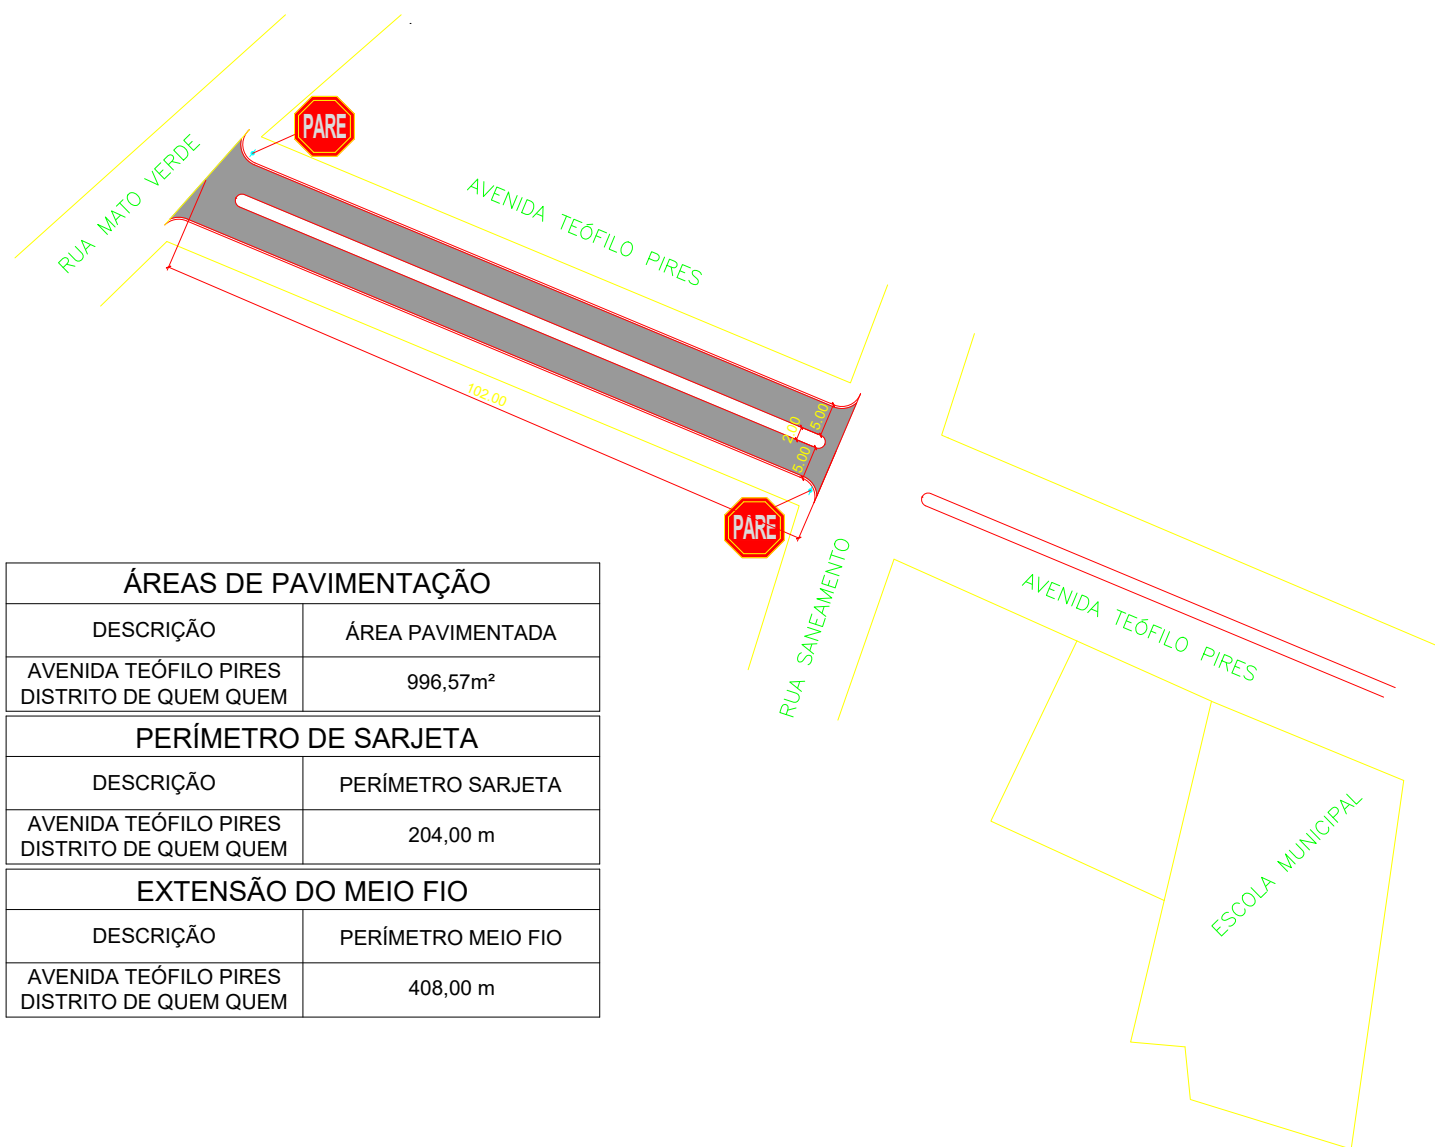 PARE
RUA MATO VERDE
AVENIDA TEÓFILO PIRES
102.00
2.00
5.00
5.00
PARE
RUA SANEAMENTO
AVENIDA TEÓFILO PIRES
ESCOLA MUNICIPAL
ÁREAS DE PAVIMENTAÇÃO
DESCRIÇÃO
ÁREA PAVIMENTADA
AVENIDA TEÓFILO PIRES
DISTRITO DE QUEM QUEM
996,57m²
PERÍMETRO DE SARJETA
DESCRIÇÃO
PERÍMETRO SARJETA
AVENIDA TEÓFILO PIRES
DISTRITO DE QUEM QUEM
204,00 m
EXTENSÃO DO MEIO FIO
DESCRIÇÃO
PERÍMETRO MEIO FIO
AVENIDA TEÓFILO PIRES
DISTRITO DE QUEM QUEM
408,00 m